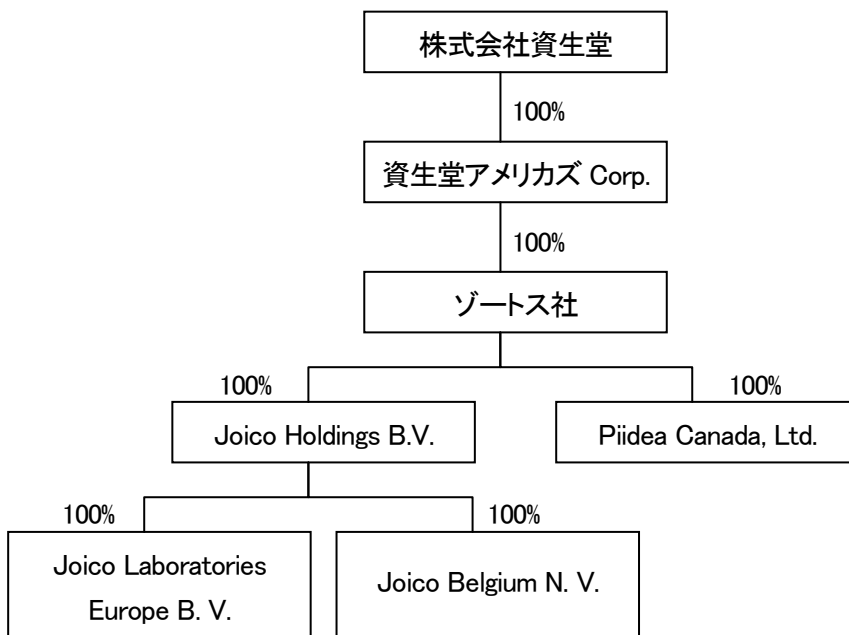 株式会社資生堂
100%
資生堂アメリカズ Corp.
100%
ゾートス社
100%
100%
Joico Holdings B.V.
Piidea Canada, Ltd.
100%
100%
Joico Laboratories
Europe B. V.
Joico Belgium N. V.